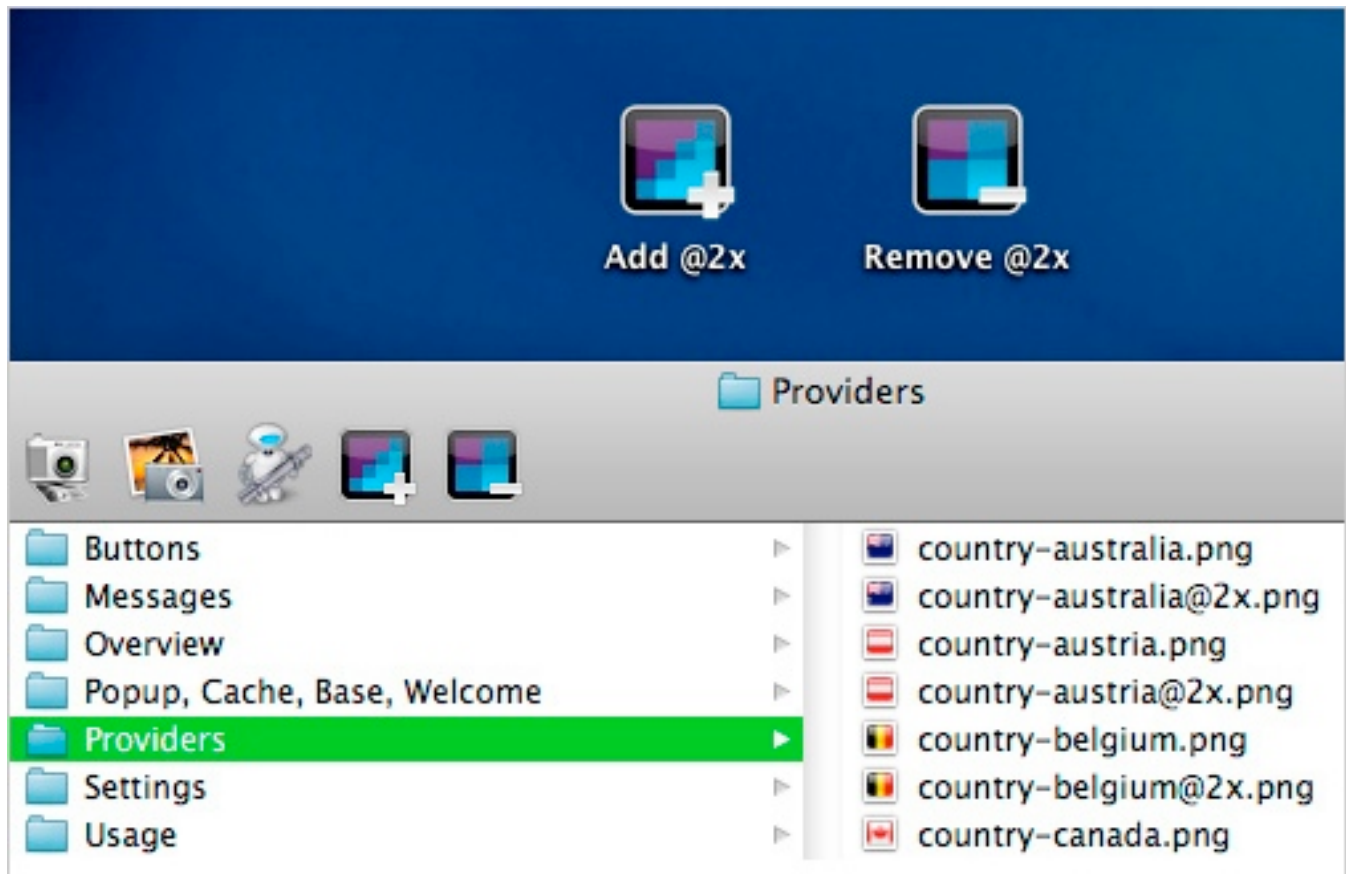 Add @2x
Remove @2x
Providers
Buttons
Messages
Overview
Popup, Cache, Base, Welcome
Providers
Settings
Usage
country-australia.png
country-australia@2x.png
country-austria.png
country-austria@2x.png
country-belgium.png
country-belgium@2x.png
country-canada.png